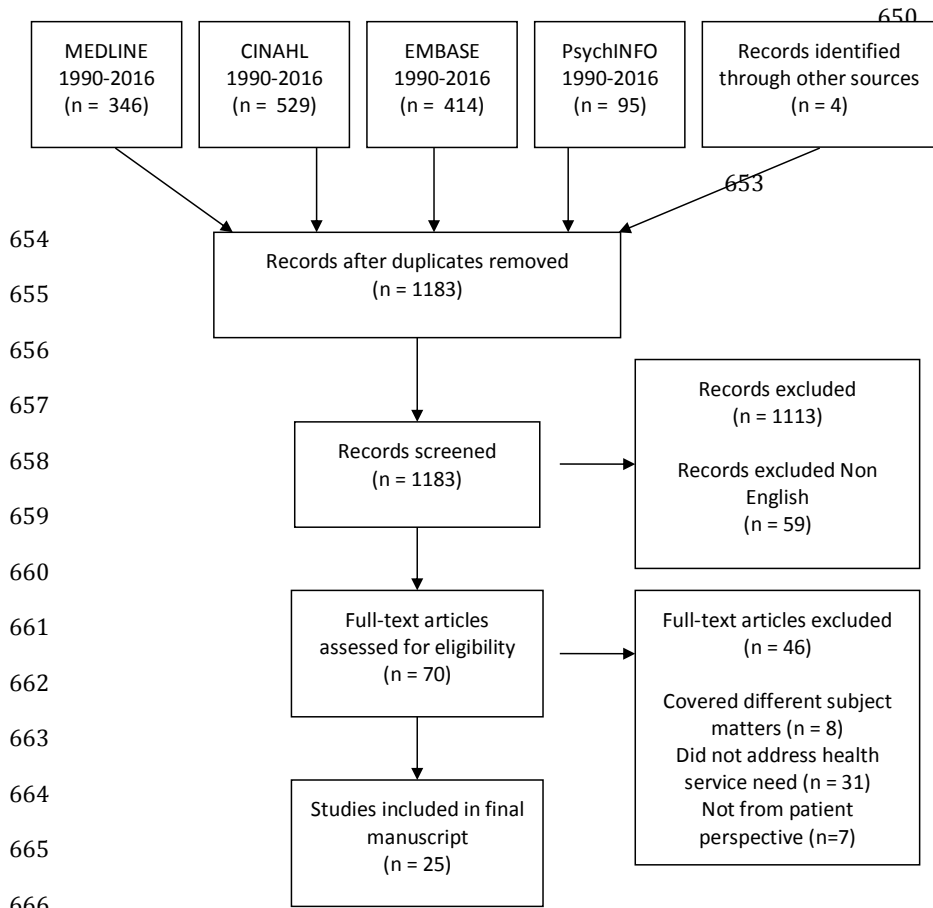 650
MEDLINE
1990-2016
(n = 346)
CINAHL
1990-2016
(n = 529)
EMBASE
1990-2016
(n = 414)
PsychINFO
1990-2016
(n = 95)
Records identified
through other sources
(n = 4)
653
654
Records after duplicates removed
(n = 1183)
655
656
657
Records excluded
(n = 1113)
Records excluded Non
English
(n = 59)
658
Records screened
(n = 1183)
659
660
661
Full-text articles
assessed for eligibility
(n = 70)
662
Full-text articles excluded
(n = 46)
Covered different subject
matters (n = 8)
Did not address health
service need (n = 31)
Not from patient
perspective (n=7)
663
664
Studies included in final
manuscript
(n = 25)
665
666